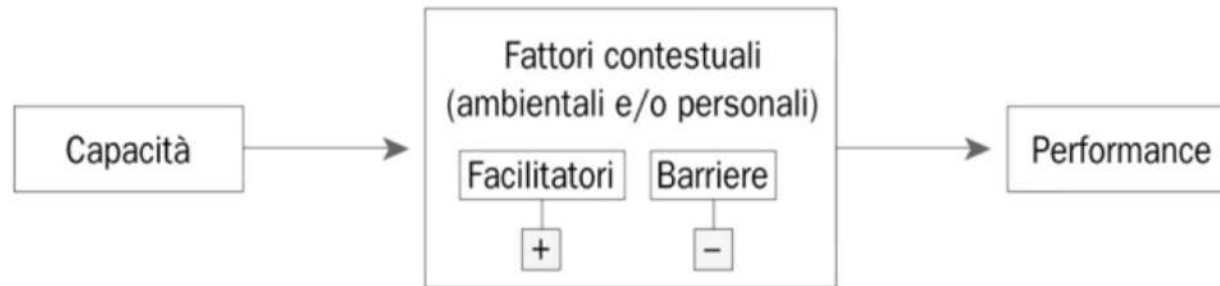 Capacità
Fattori contestuali
(ambientali e/o personali)
Facilitatori
Barriere
+
–
Performance